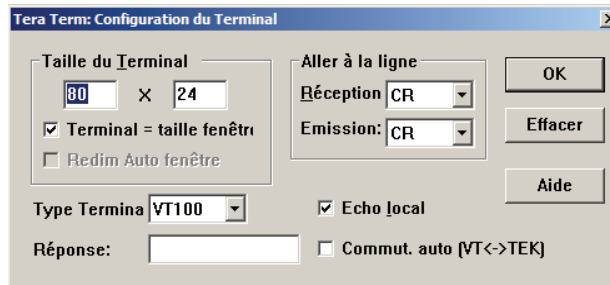 Tera Term: Configuration du Terminal
Taille du Terminal
80 X 24
Terminal = taille fenêtre
Redim Auto fenêtre
Aller à la ligne
Réception CR
Emission: CR
OK
Effacer
Aide
Type Termina VT100
Echo local
Réponse:
Commut. auto (VT<->TEK)